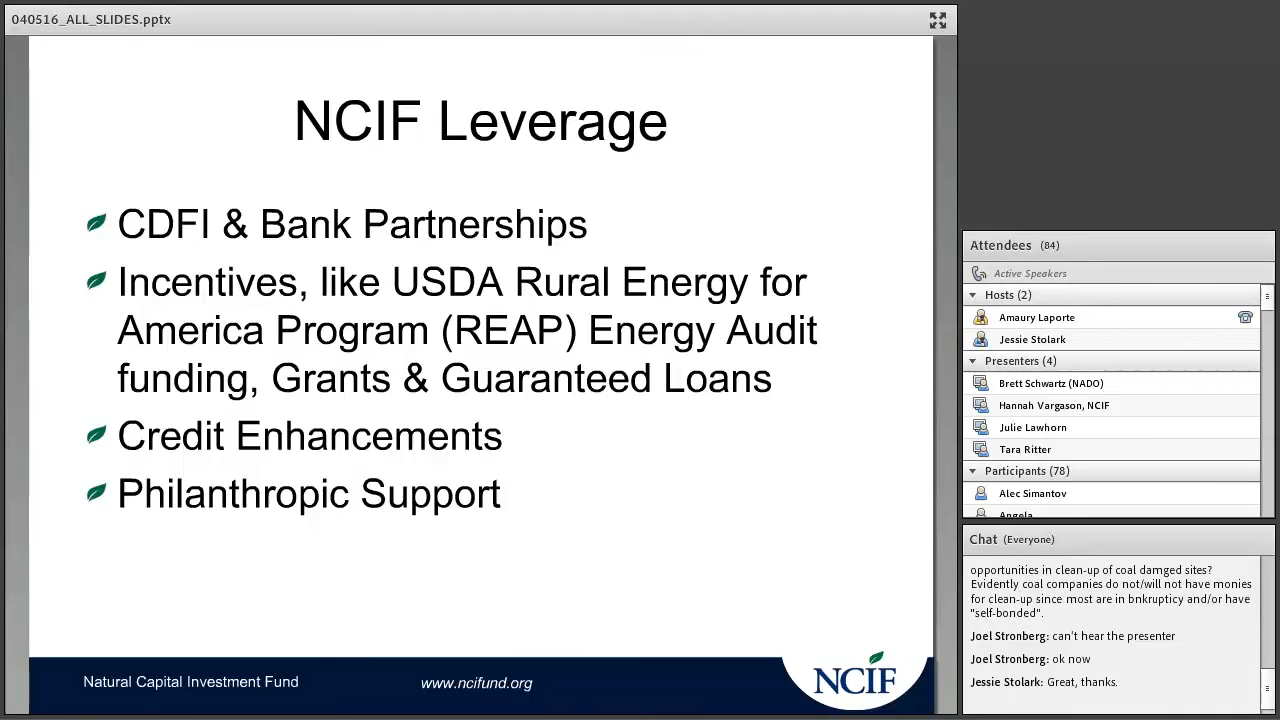 040516_ALL_SLIDES.pptx
NCIF Leverage
CDFI & Bank Partnerships
Incentives, like USDA Rural Energy for
America Program (REAP) Energy Audit
funding, Grants & Guaranteed Loans
Credit Enhancements
Philanthropic Support
Natural Capital Investment Fund
www.ncifund.org
NCIF
Attendees (84)
Active Speakers
Hosts (2)
Amaury Laporte
Jessie Stolark
Presenters (4)
Brett Schwartz (NADO)
Hannah Vargason, NCIF
Julie Lawhorn
Tara Ritter
Participants (78)
Alec Simantov
Angela
Chat (Everyone)
opportunities in clean-up of coal damged sites?
Evidently coal companies do not/will not have monies
for clean-up since most are in bnkrupticy and/or have
"self-bonded".
Joel Stronberg: can't hear the presenter
Joel Stronberg: ok now
Jessie Stolark: Great, thanks.